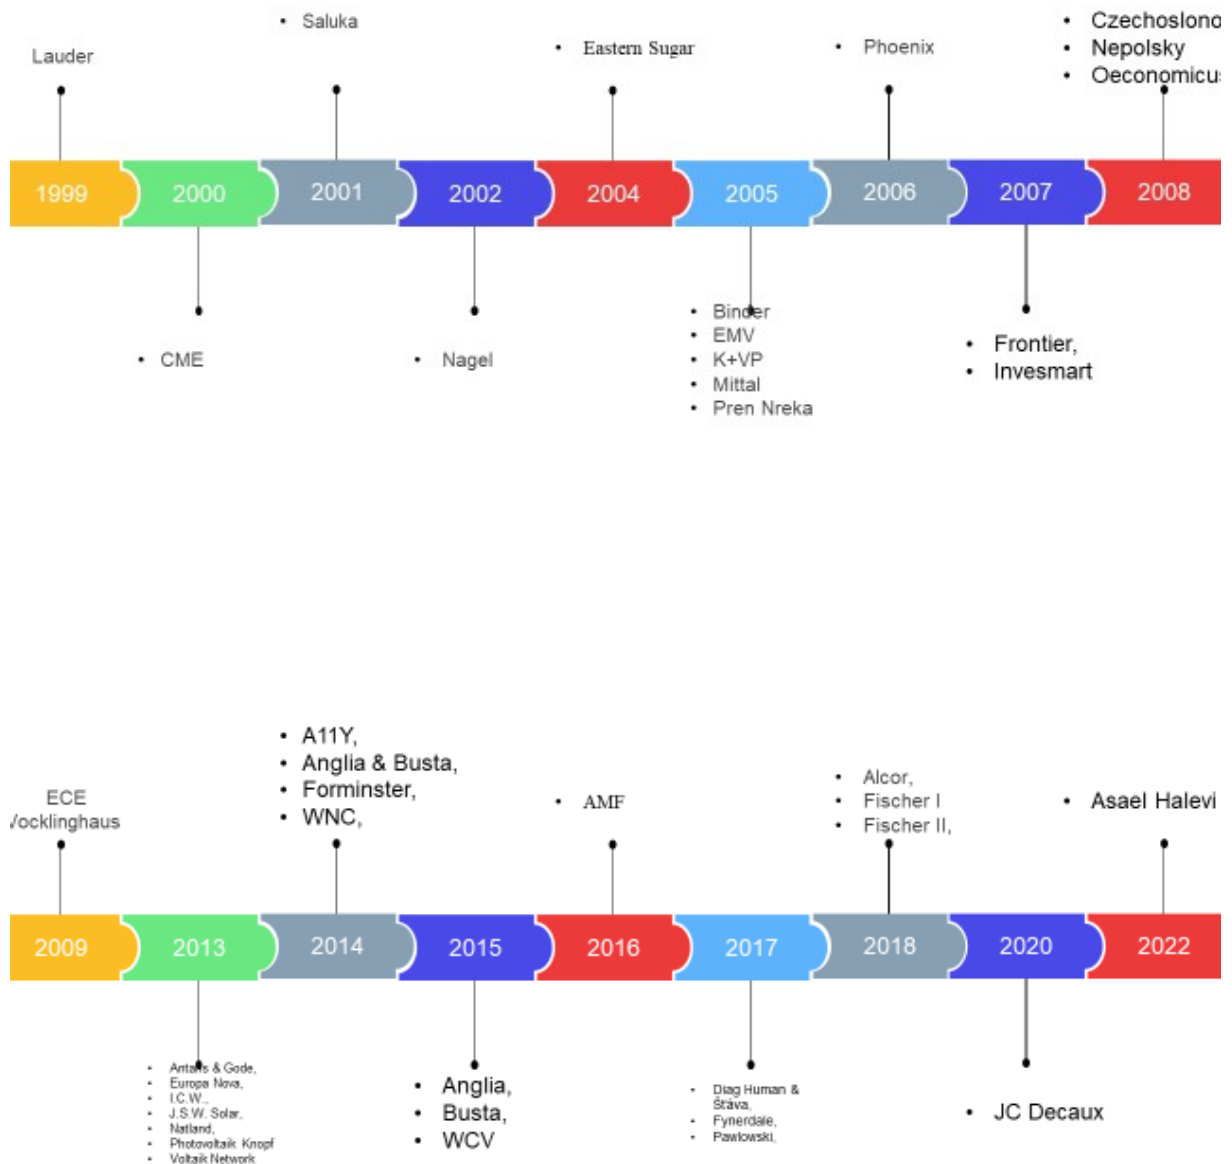 Lauder
• Saluka
• Eastern Sugar
• Phoenix
• Czechoslono
• Nepolsky
• Oeconomicus
1999
2000
2001
2002
2004
2005
2006
2007
2008
• CME
• Nagel
• Binder
• EMV
• K+VP
• Mittal
• Pren Nreka
• Frontier,
• Invesmart
ECE
Vocklinghaus
• A11Y,
• Anglia & Busta,
• Forminster,
• WNC,
• AMF
• Alcor,
• Fischer I
• Fischer II,
• Asael Halevi
2009
2013
2014
2015
2016
2017
2018
2020
2022
• Antaris & Gode,
• Europa Nova,
• I.C.W.,
• J.S.W. Solar,
• Natland,
• Photovoltaik Knopf
• Voltaik Network
• Anglia,
• Busta,
• WCV
• Diag Human &
Šťáva,
• Fynerdale,
• Pawlowski,
• JC Decaux